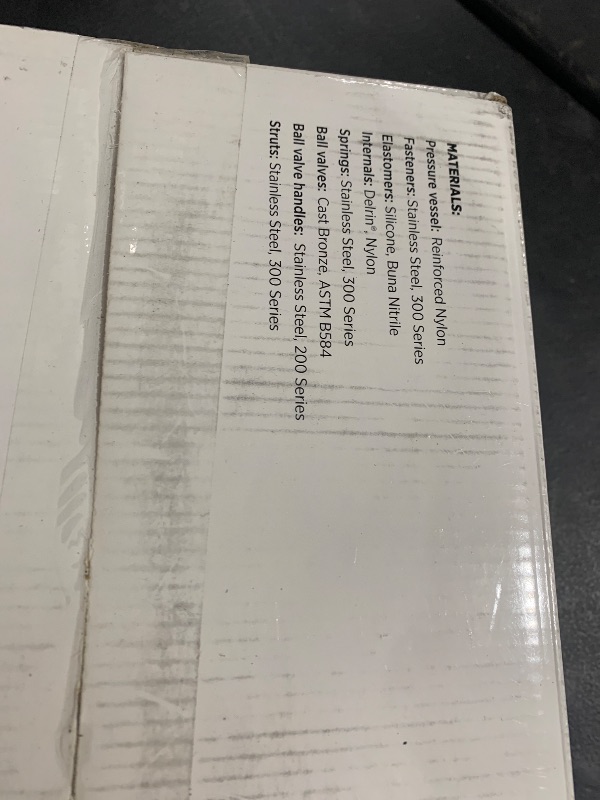 MATERIALS:
Pressure vessel: Reinforced Nylon
Fasteners: Stainless Steel, 300 Series
Elastomers: Silicone, Buna Nitrile
Internals: Delrin®, Nylon
Springs: Stainless Steel, 300 Series
Ball valves: Cast Bronze, ASTM B584
Ball valve handles: Stainless Steel, 200 Series
Struts: Stainless Steel, 300 Series